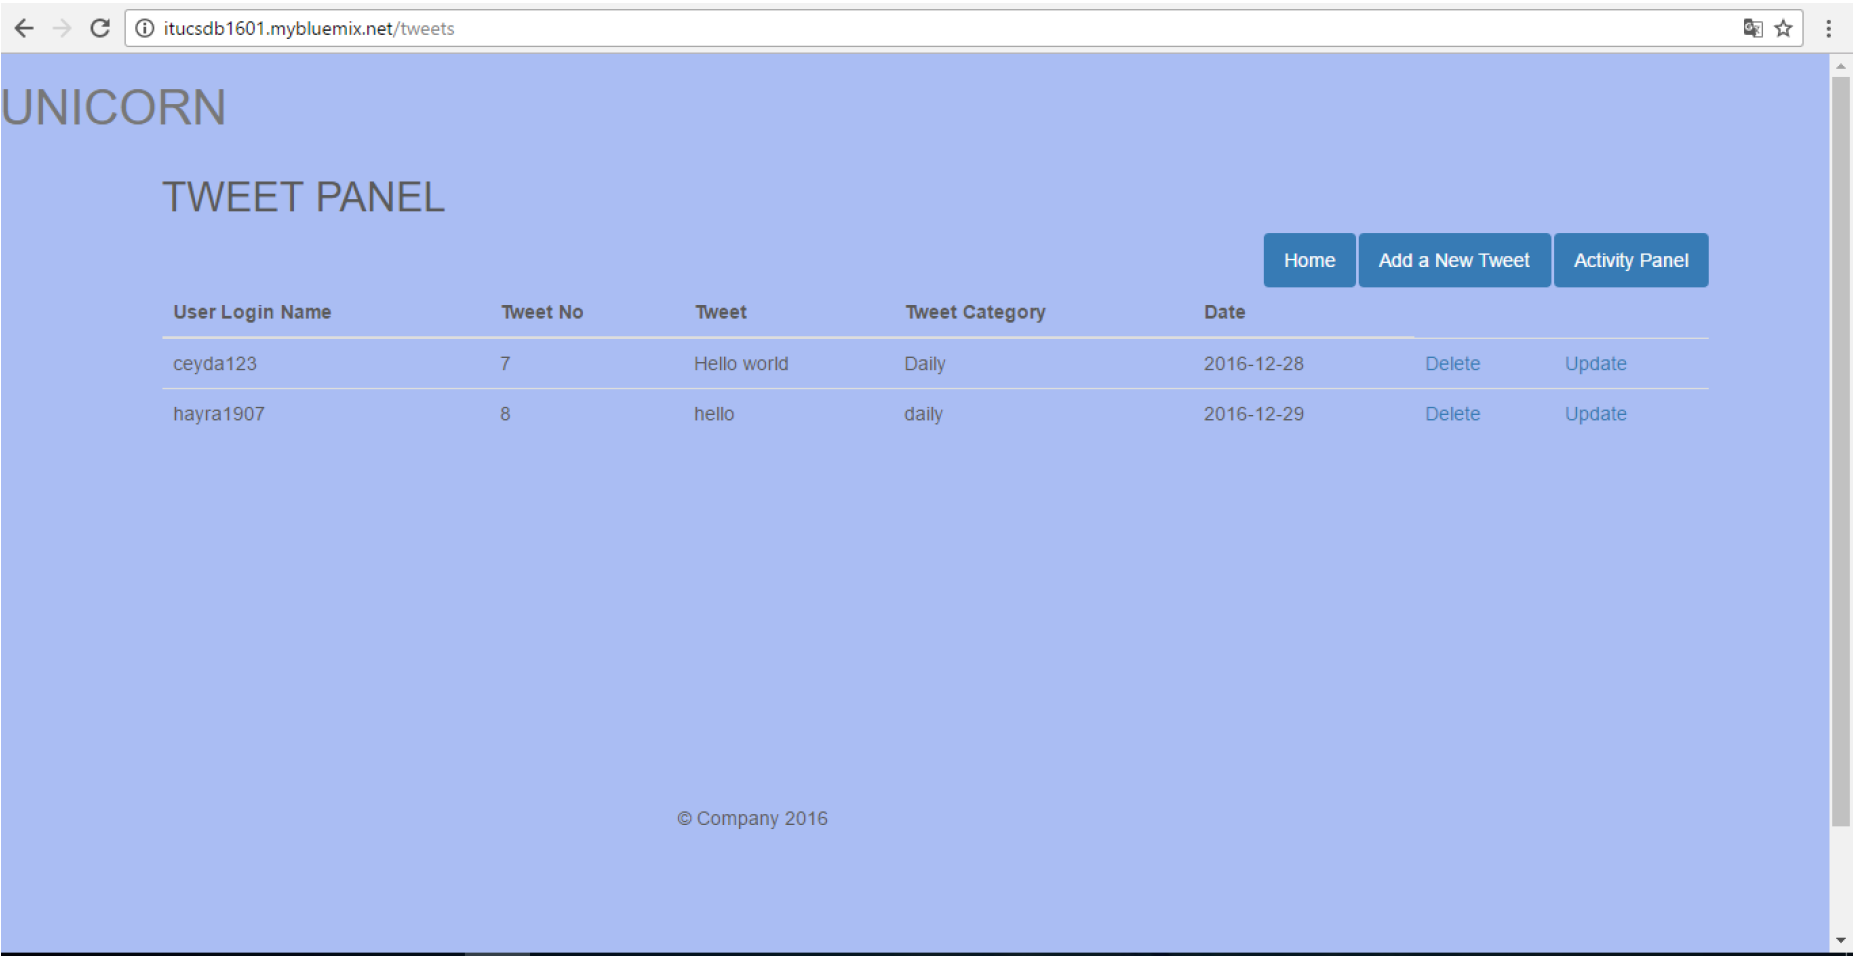 itucsdb1601.mybluemix.net/tweets
UNICORN
TWEET PANEL
Home Add a New Tweet Activity Panel
User Login Name Tweet No Tweet Tweet Category Date
ceyda123 7 Hello world Daily 2016-12-28 Delete Update
hayra1907 8 hello daily 2016-12-29 Delete Update
© Company 2016